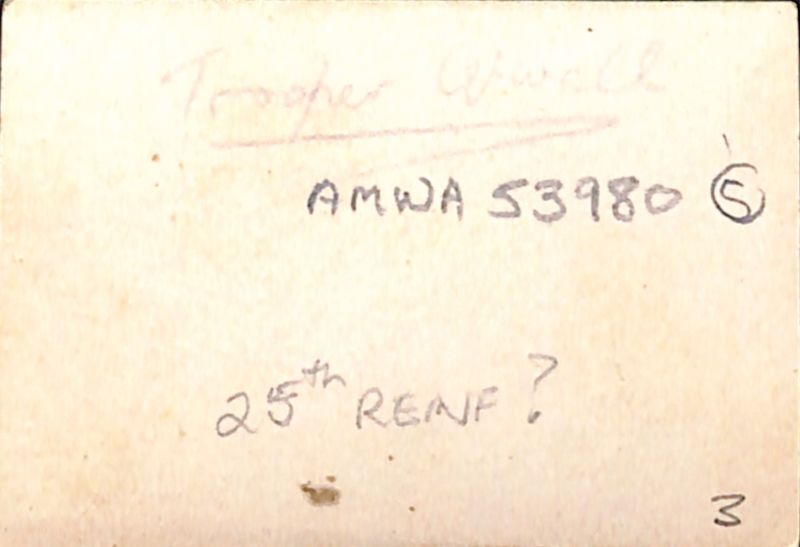 Trooper
AMWA 53980 5
25th REINF?
3